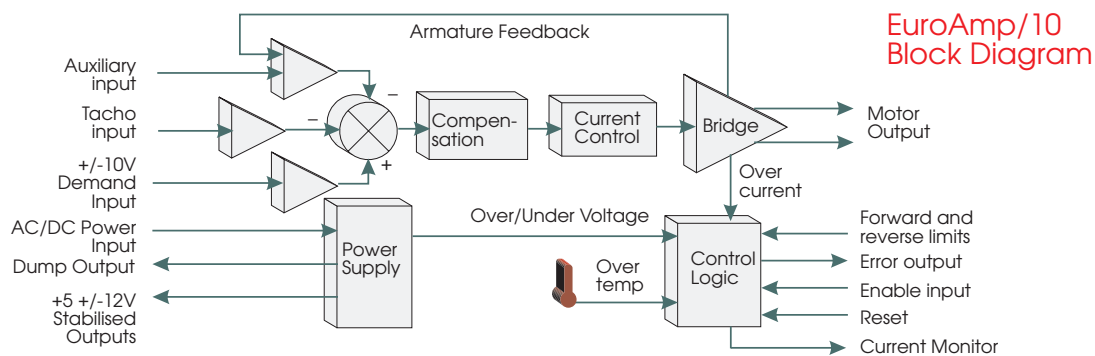 EuroAmp/10
Block Diagram
Armature Feedback
Auxiliary
input
Tacho
input
+/-10V
Demand
Input
AC/DC Power
Input
Dump Output
+5 +/-12V
Stabilised
Outputs
−
−
+
Compen-
sation
Current
Control
Bridge
Motor
Output
Over
current
Over/Under Voltage
Power
Supply
Over
temp
Control
Logic
Forward and
reverse limits
Error output
Enable input
Reset
Current Monitor